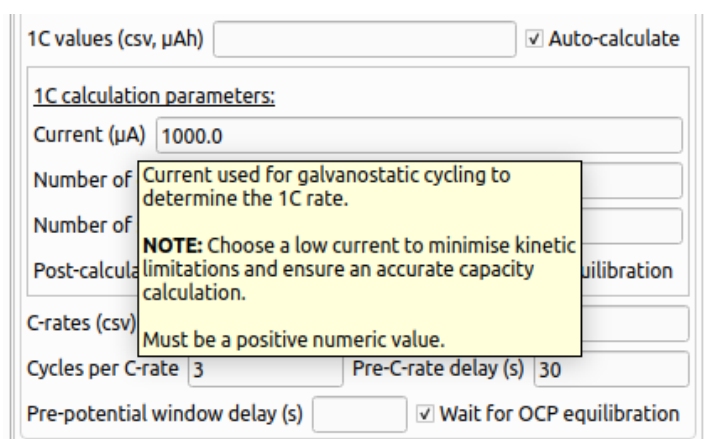 1C values (csv, µAh) Auto-calculate
1C calculation parameters:
Current (µA) 1000.0
Number of
Current used for galvanostatic cycling to
determine the 1C rate.
Number of
NOTE: Choose a low current to minimise kinetic
limitations and ensure an accurate capacity
calculation.
Post-calcula uilibration
Must be a positive numeric value.
C-rates (csv)
Cycles per C-rate 3 Pre-C-rate delay (s) 30
Pre-potential window delay (s) Wait for OCP equilibration